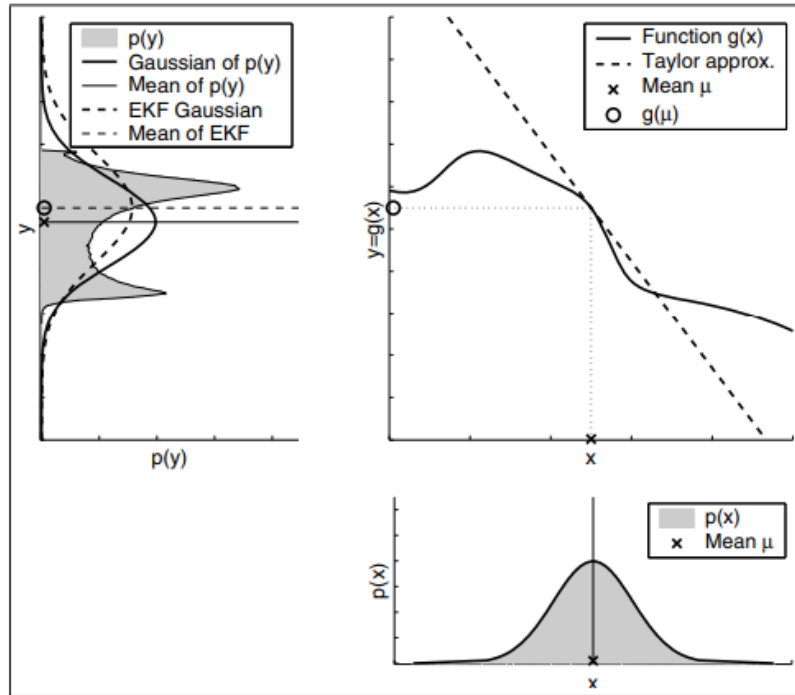 p(y)
Gaussian of p(y)
Mean of p(y)
EKF Gaussian
Mean of EKF
y
p(y)
Function g(x)
Taylor approx.
Mean μ
g(μ)
y=g(x)
x
p(x)
Mean μ
p(x)
x